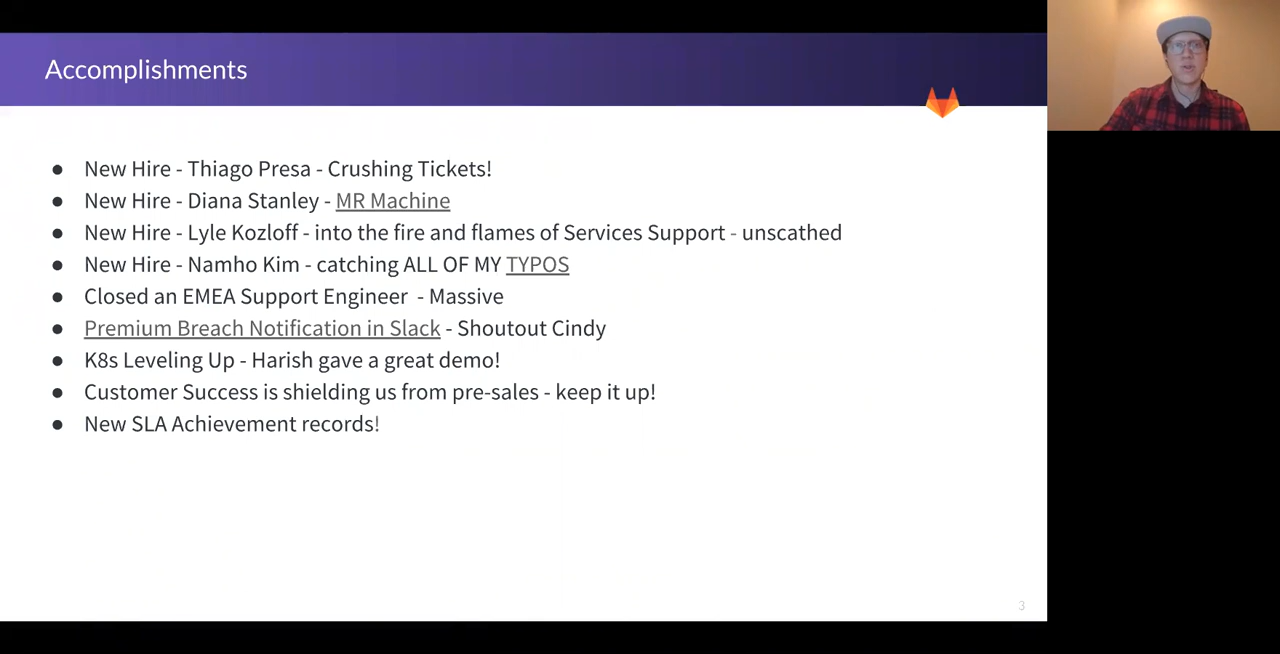 Accomplishments
● New Hire - Thiago Presa - Crushing Tickets!
● New Hire - Diana Stanley - MR Machine
● New Hire - Lyle Kozloff - into the fire and flames of Services Support - unscathed
● New Hire - Namho Kim - catching ALL OF MY TYPOS
● Closed an EMEA Support Engineer - Massive
● Premium Breach Notification in Slack - Shoutout Cindy
● K8s Leveling Up - Harish gave a great demo!
● Customer Success is shielding us from pre-sales - keep it up!
● New SLA Achievement records!
3